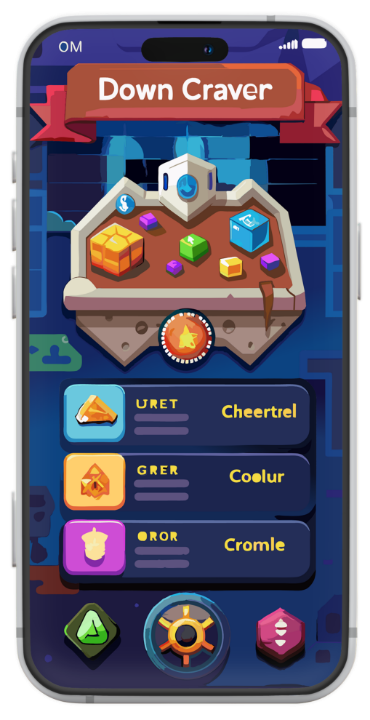 OM
Down Craver
URET
Cheertrel
GRER
Coolur
OROR
Cromle